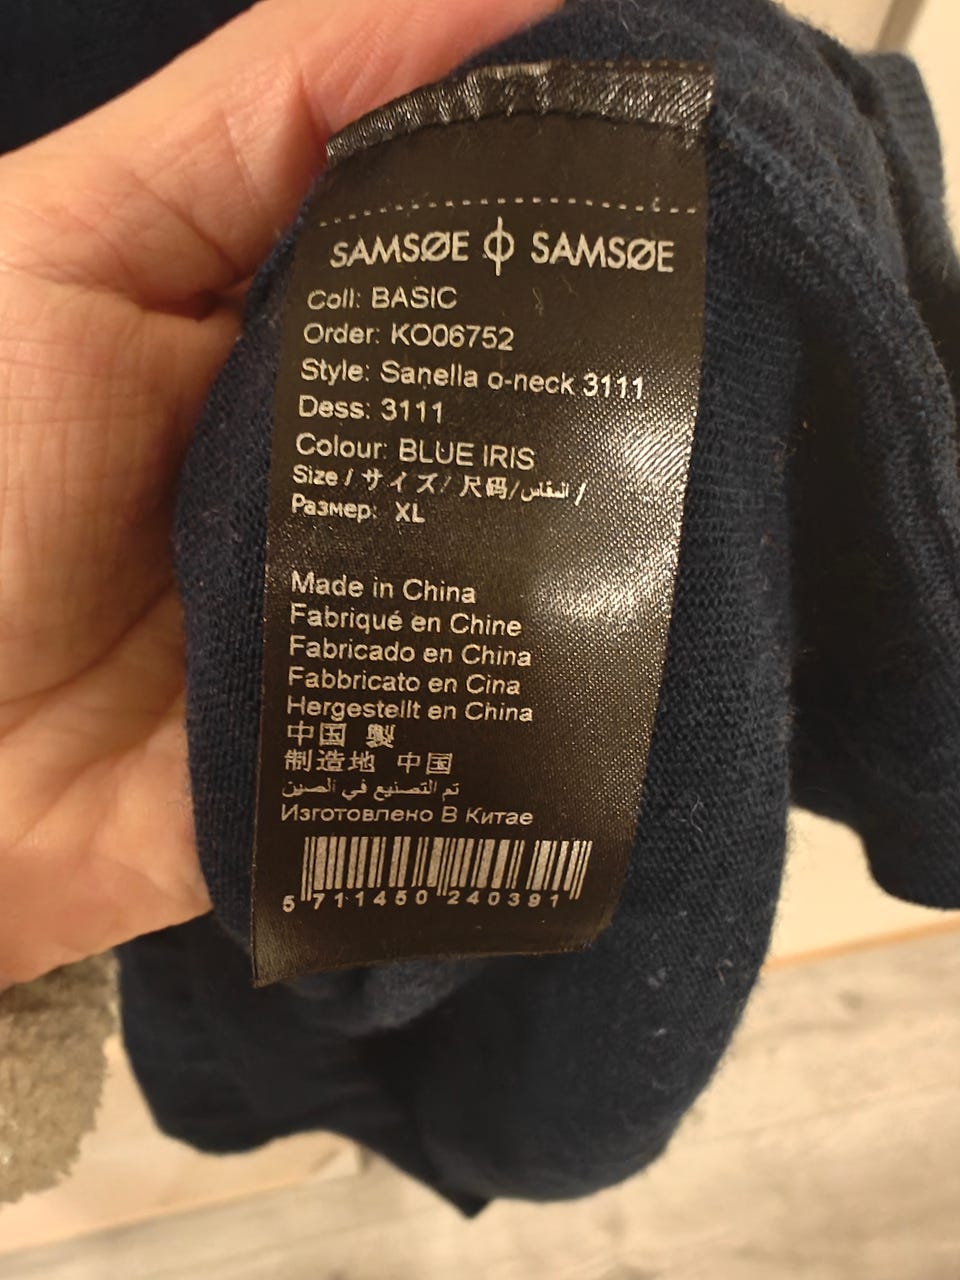 SAMSØE Φ SAMSØE
Coll: BASIC
Order: KO06752
Style: Sanella o-neck 3111
Dess: 3111
Colour: BLUE IRIS
Size / サイズ/ 尺码/المقاس /
Размер: XL
Made in China
Fabriqué en Chine
Fabricado en China
Fabbricato en Cina
Hergestellt en China
中国 製
制造地 中国
تم التصنيع في الصين
Изготовлено В Китае
5 711450 240391